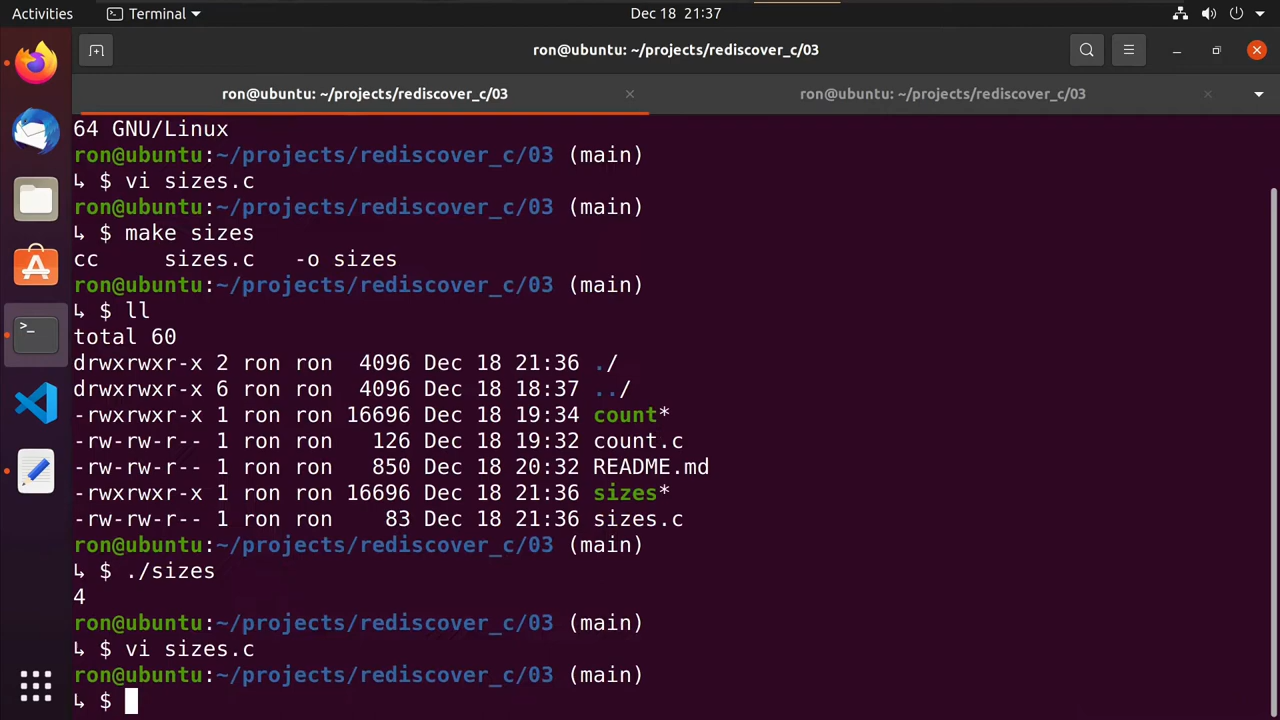 Activities
Terminal
Dec 18 21:37
ron@ubuntu: ~/projects/rediscover_c/03
ron@ubuntu: ~/projects/rediscover_c/03
ron@ubuntu: ~/projects/rediscover_c/03
64 GNU/Linux
ron@ubuntu:~/projects/rediscover_c/03 (main)
↳ $ vi sizes.c
ron@ubuntu:~/projects/rediscover_c/03 (main)
↳ $ make sizes
cc     sizes.c   -o sizes
ron@ubuntu:~/projects/rediscover_c/03 (main)
↳ $ ll
total 60
drwxrwxr-x 2 ron ron  4096 Dec 18 21:36 ./
drwxrwxr-x 6 ron ron  4096 Dec 18 18:37 ../
-rwxrwxr-x 1 ron ron 16696 Dec 18 19:34 count*
-rw-rw-r-- 1 ron ron   126 Dec 18 19:32 count.c
-rw-rw-r-- 1 ron ron   850 Dec 18 20:32 README.md
-rwxrwxr-x 1 ron ron 16696 Dec 18 21:36 sizes*
-rw-rw-r-- 1 ron ron    83 Dec 18 21:36 sizes.c
ron@ubuntu:~/projects/rediscover_c/03 (main)
↳ $ ./sizes
4
ron@ubuntu:~/projects/rediscover_c/03 (main)
↳ $ vi sizes.c
ron@ubuntu:~/projects/rediscover_c/03 (main)
↳ $